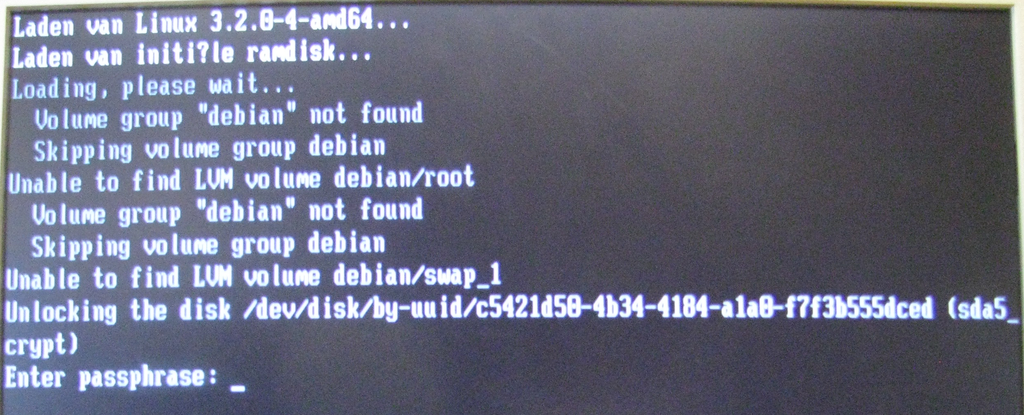 Laden van Linux 3.2.0-4-amd64...
Laden van initi?le ramdisk...
Loading, please wait...
  Volume group "debian" not found
  Skipping volume group debian
Unable to find LVM volume debian/root
  Volume group "debian" not found
  Skipping volume group debian
Unable to find LVM volume debian/swap_1
Unlocking the disk /dev/disk/by-uuid/c5421d50-4b34-4184-a1a0-f7f3b555dced (sda5_
crypt)
Enter passphrase: _